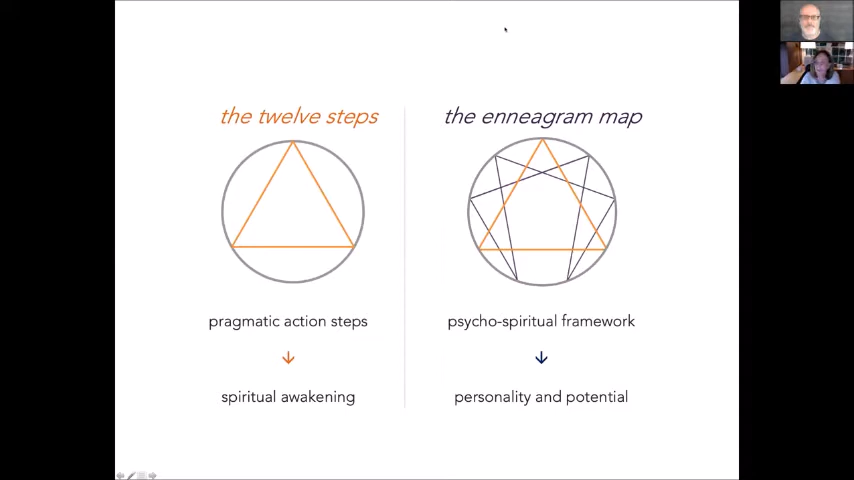 the twelve steps
the enneagram map
pragmatic action steps
psycho-spiritual framework
spiritual awakening
personality and potential